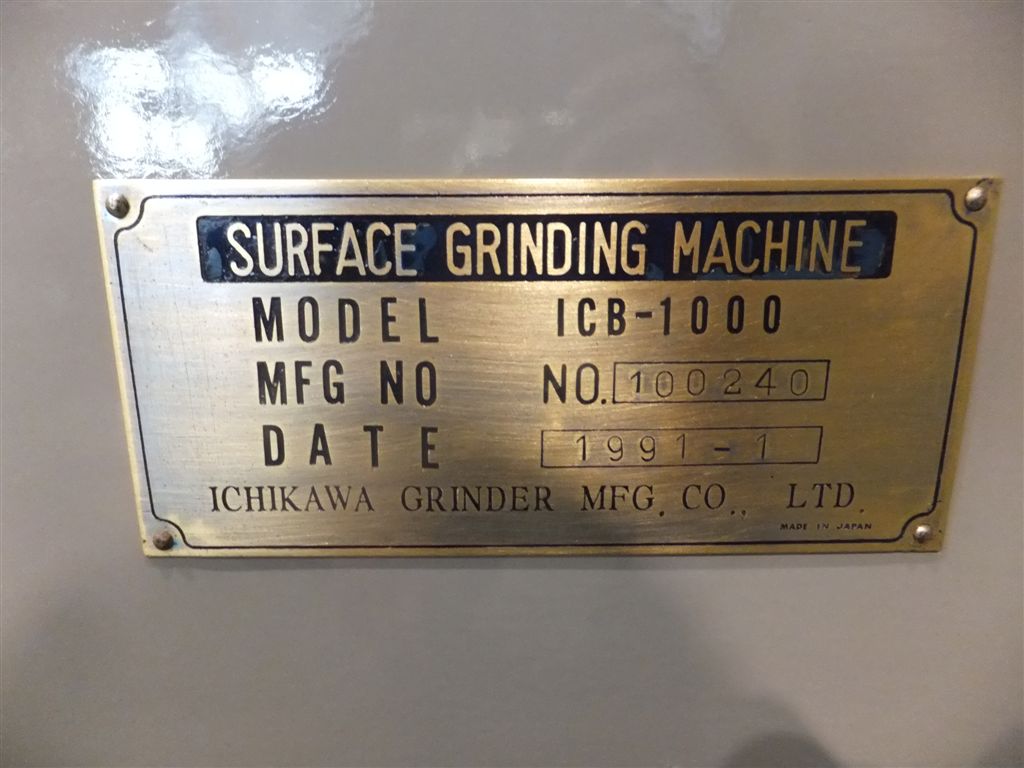 SURFACE GRINDING MACHINE
MODEL ICB-1000
MFG NO NO. 100240
DATE 1991-1
ICHIKAWA GRINDER MFG. CO., LTD.
MADE IN JAPAN